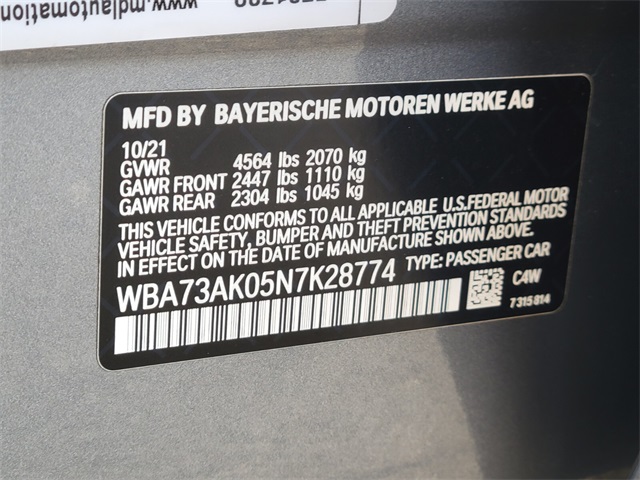 www.mdlautomation
MFD BY BAYERISCHE MOTOREN WERKE AG
10/21
GVWR 4564 lbs 2070 kg
GAWR FRONT 2447 lbs 1110 kg
GAWR REAR 2304 lbs 1045 kg
THIS VEHICLE CONFORMS TO ALL APPLICABLE U.S.FEDERAL MOTOR
VEHICLE SAFETY, BUMPER AND THEFT PREVENTION STANDARDS
IN EFFECT ON THE DATE OF MANUFACTURE SHOWN ABOVE.
WBA73AK05N7K28774 TYPE: PASSENGER CAR
C4W
7315814